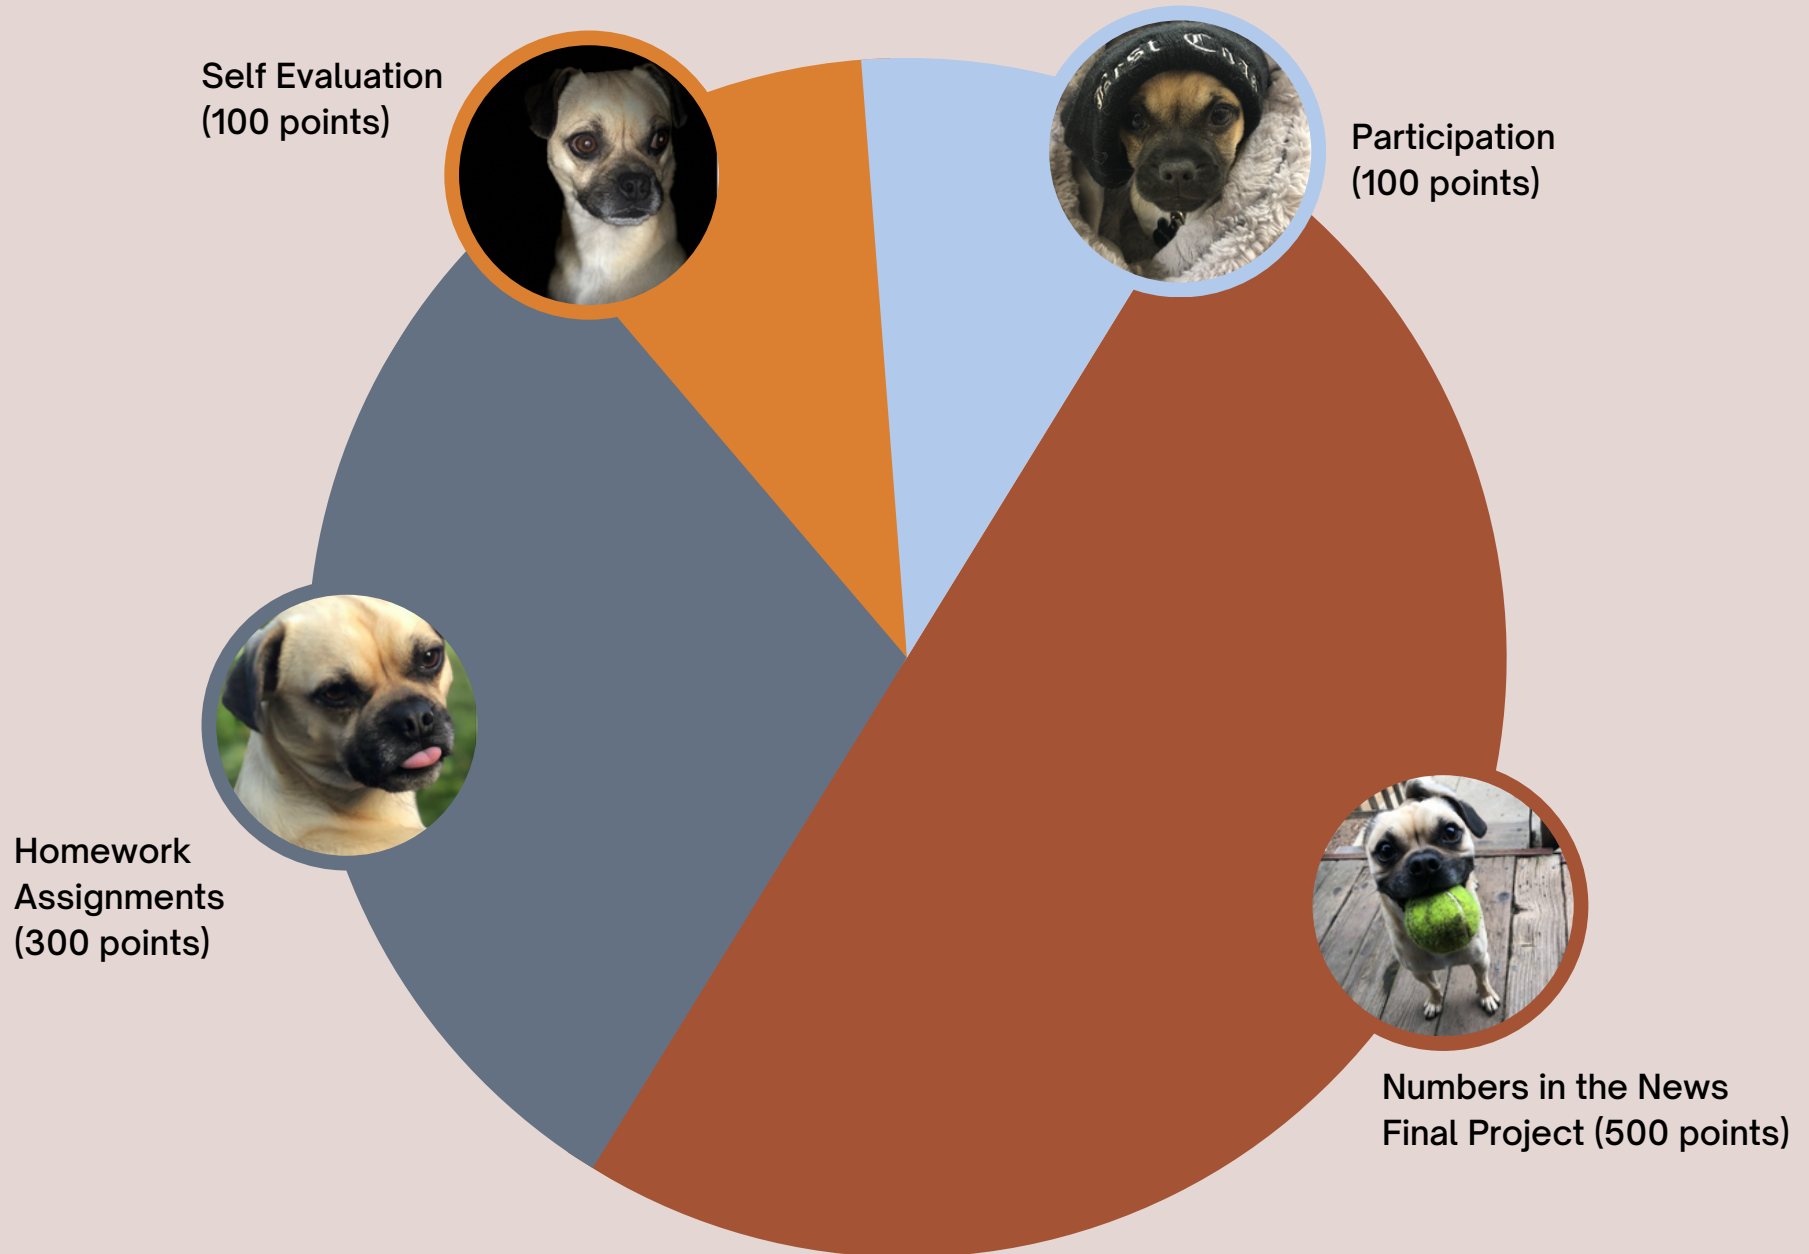 Self Evaluation
(100 points)
Participation
(100 points)
Homework
Assignments
(300 points)
Numbers in the News
Final Project (500 points)